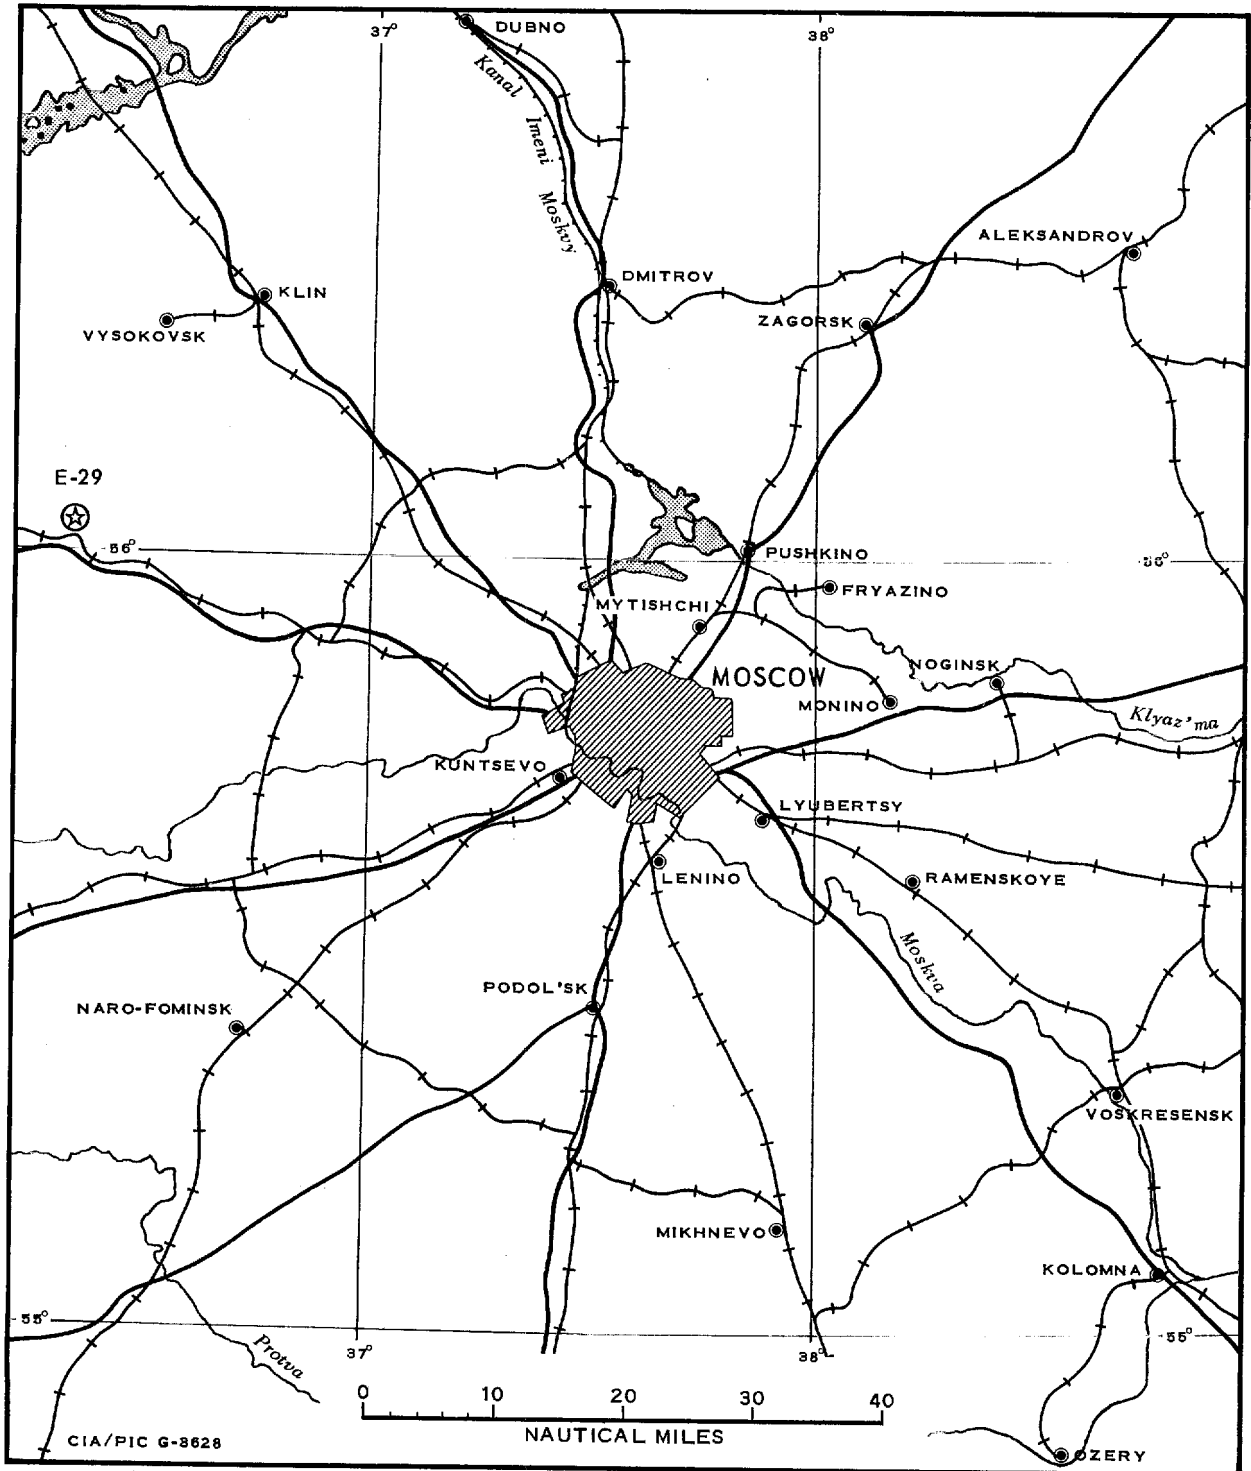 DUBNO
37°
38°
Kanal
Imeni
Moskvy
ALEKSANDROV
DMITROV
KLIN
ZAGORSK
VYSOKOVSK
E-29
56°
PUSHKINO
56°
FRYAZINO
MYTISHCHI
NOGINSK
MOSCOW
MONINO
Klyaz'ma
KUNTSEVO
LYUBERTSY
LENINO
RAMENSKOYE
Moskva
PODOL'SK
NARO-FOMINSK
VOSKRESENSK
MIKHNEVO
KOLOMNA
55°
55°
37°
38°
Protva
0 10 20 30 40
NAUTICAL MILES
CIA/PIC G-8628
OZERY